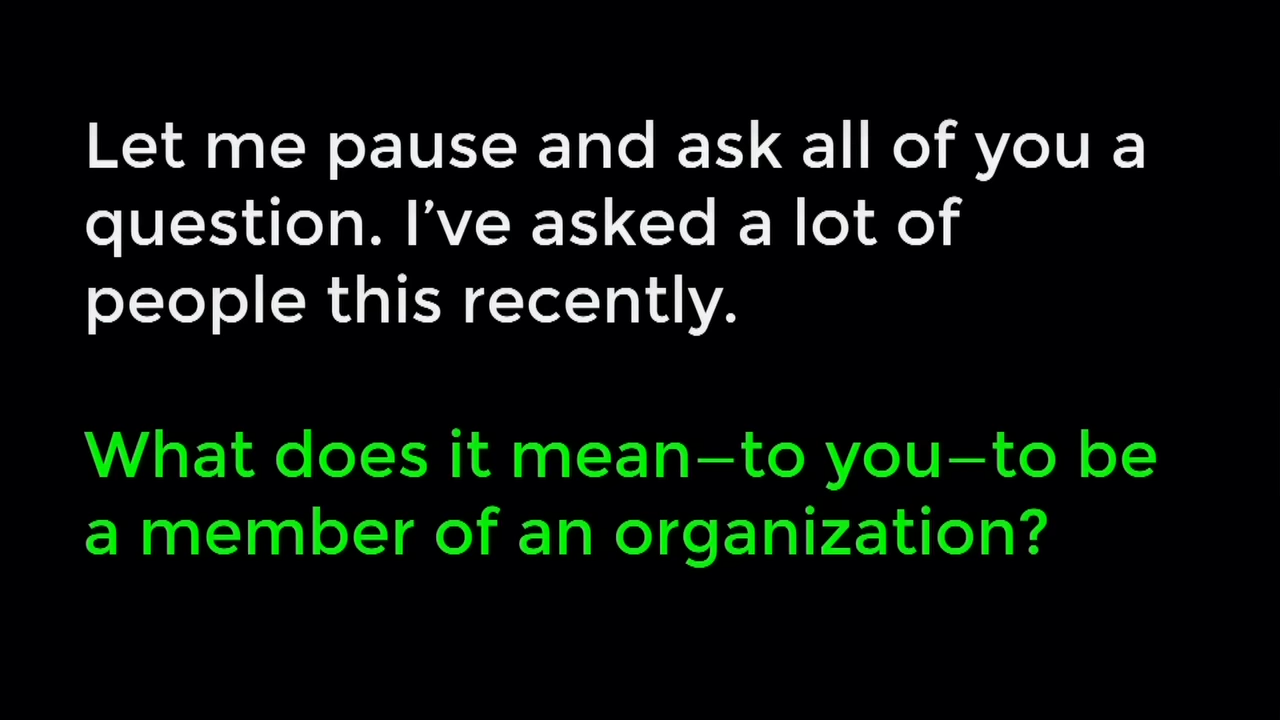 Let me pause and ask all of you a
question. I’ve asked a lot of
people this recently.
What does it mean—to you—to be
a member of an organization?